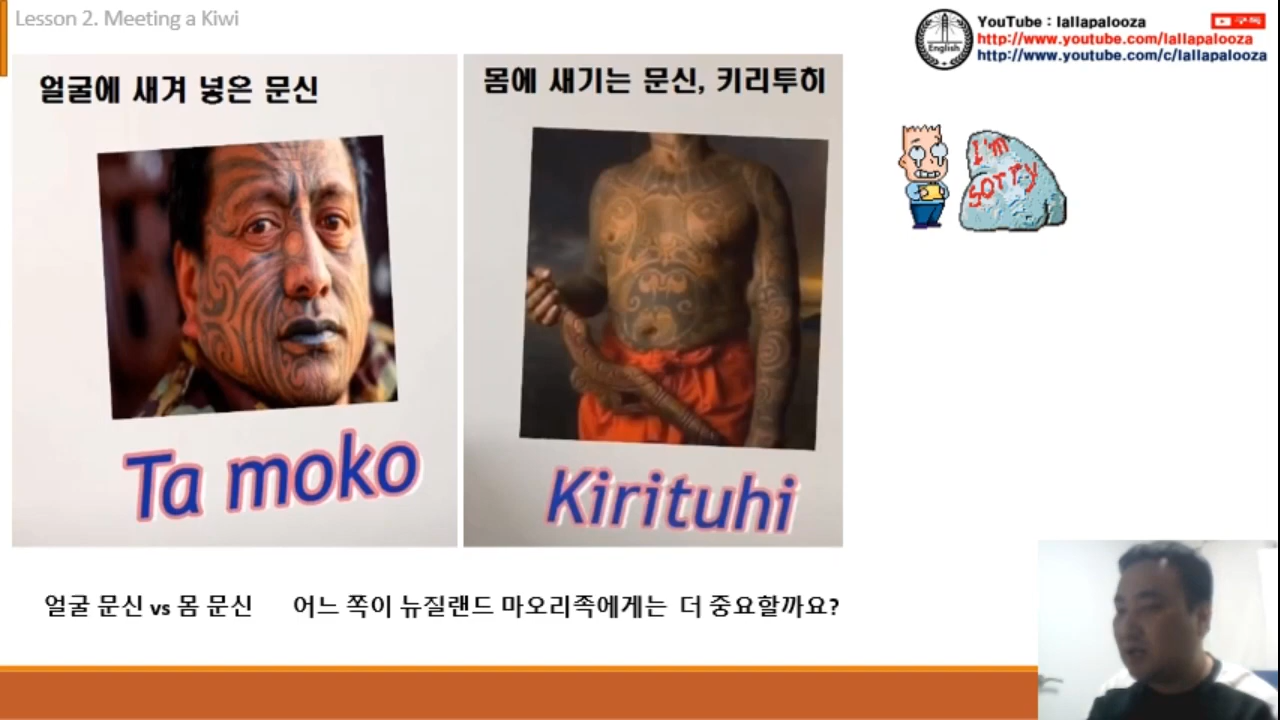 Lesson 2. Meeting a Kiwi
English
YouTube : lallapalooza
구독
http://www.youtube.com/lallapalooza
http://www.youtube.com/c/lallapalooza
얼굴에 새겨 넣은 문신
몸에 새기는 문신, 키리투히
I'm
sorry
Ta moko
Kirituhi
얼굴 문신 vs 몸 문신 어느 쪽이 뉴질랜드 마오리족에게는 더 중요할까요?